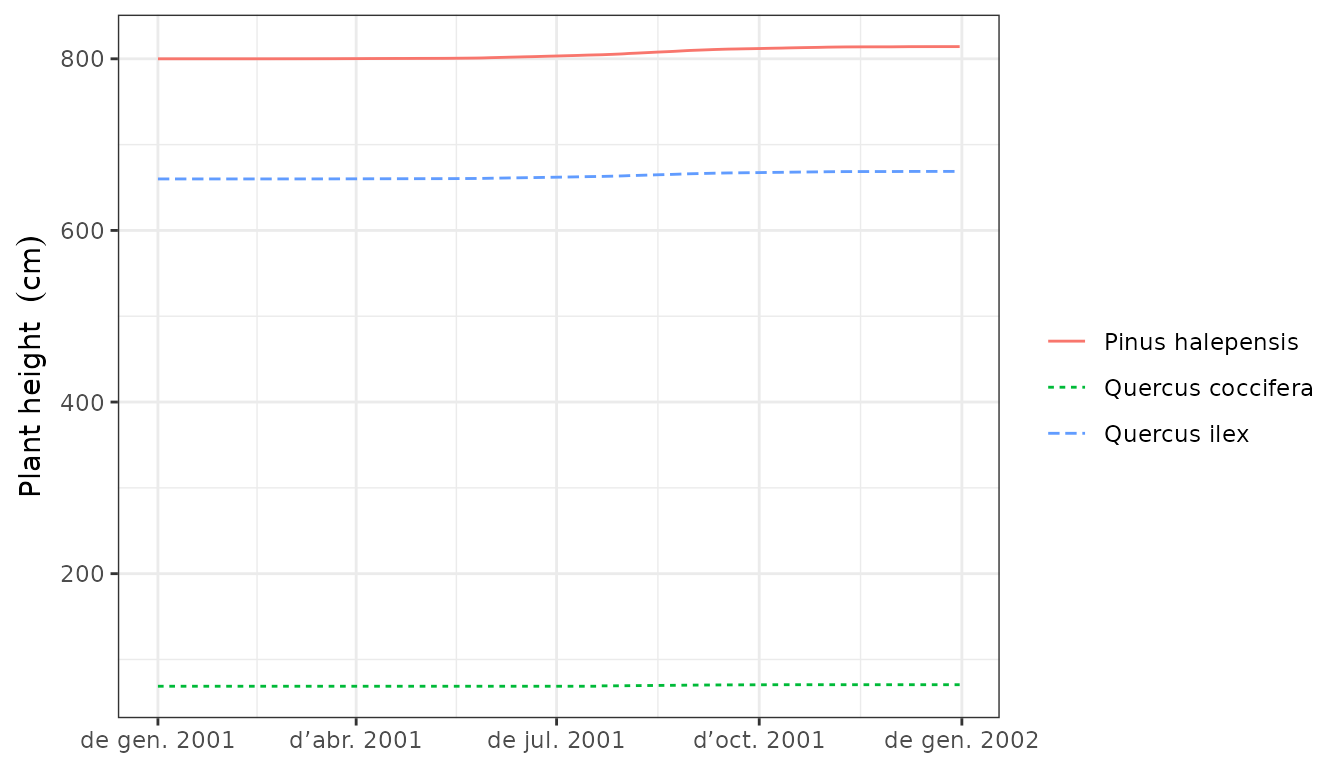 Plant height (cm)
800
600
400
200
de gen. 2001
d’abr. 2001
de jul. 2001
d’oct. 2001
de gen. 2002
Pinus halepensis
Quercus coccifera
Quercus ilex